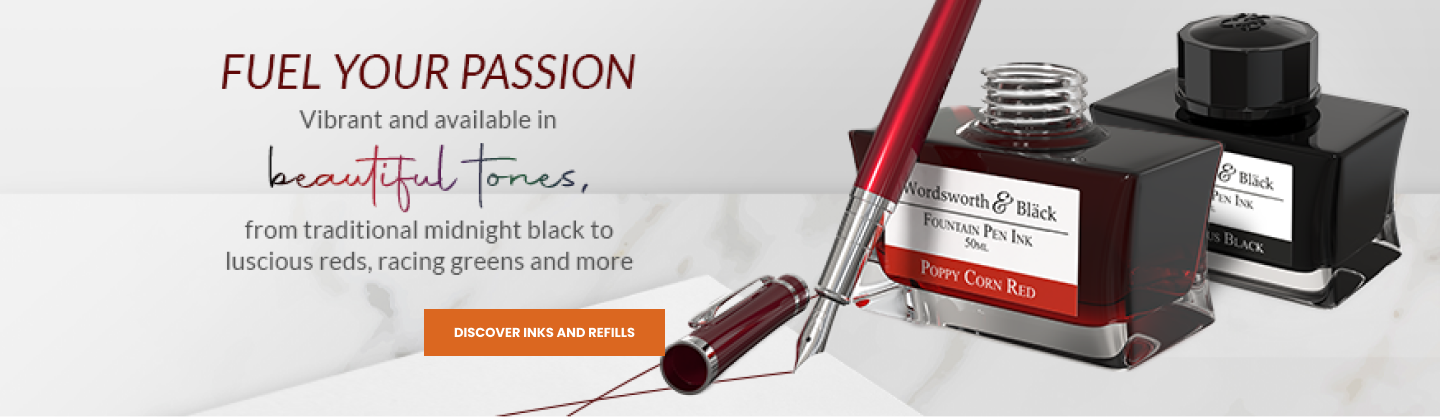 FUEL YOUR PASSION
Vibrant and available in
beautiful tones,
from traditional midnight black to
luscious reds, racing greens and more
DISCOVER INKS AND REFILLS
Wordsworth & Bläck
FOUNTAIN PEN INK
50ML
POPPY CORN RED
& Bläck
PEN INK
BLACK